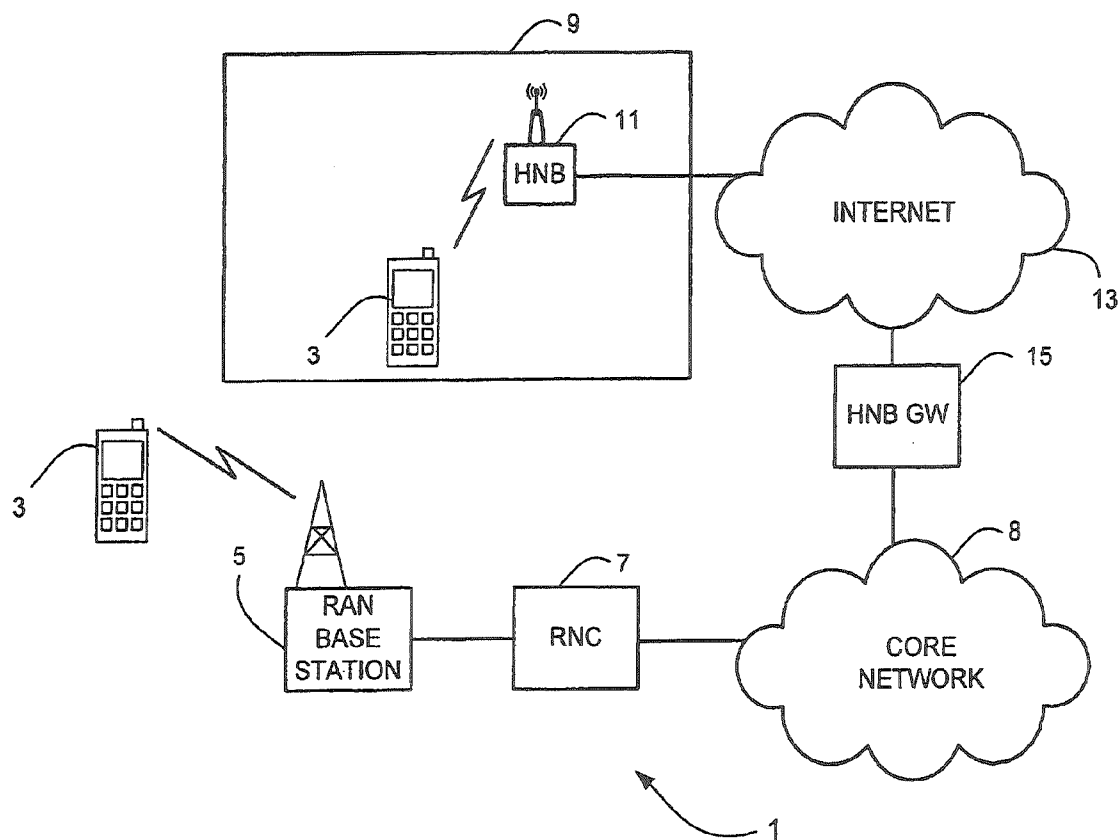 9
11
HNB
INTERNET
13
3
15
HNB GW
3
8
5
7
RAN
BASE
STATION
RNC
CORE
NETWORK
1